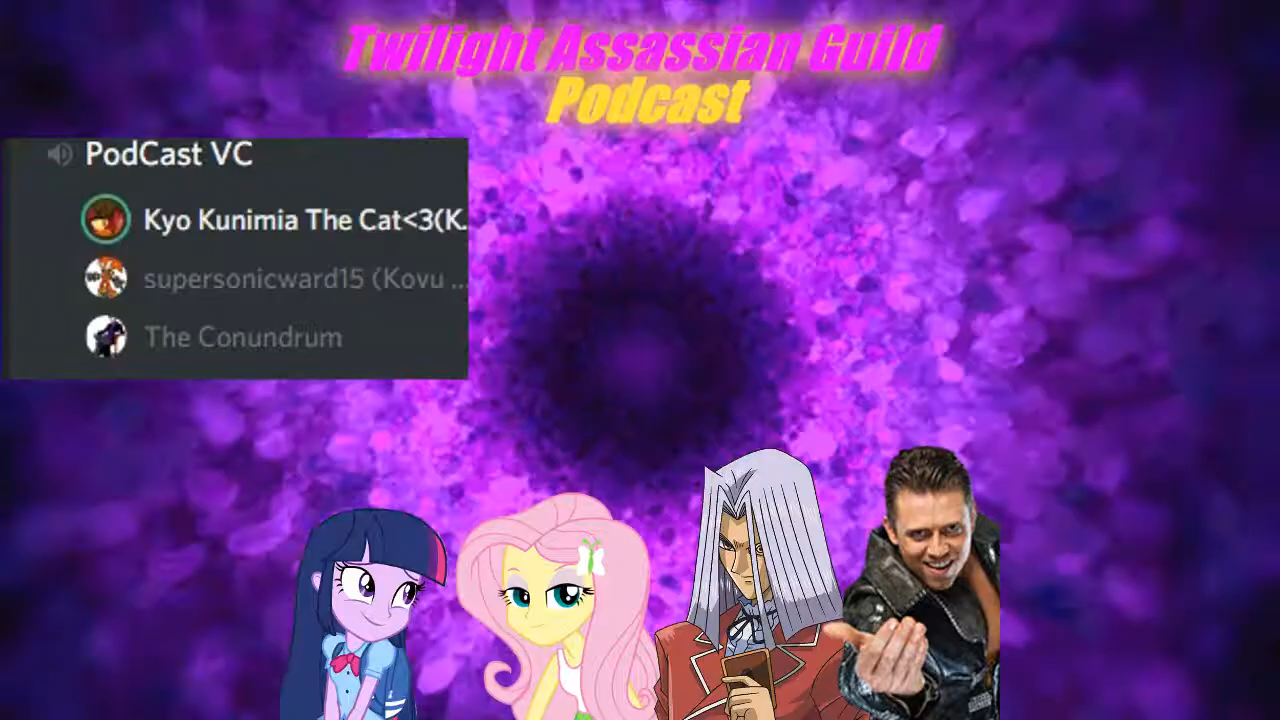 Twilight Assassian Guild
Podcast
PodCast VC
Kyo Kunimia The Cat<3(K.
supersonicward15 (Kovu ...
The Conundrum